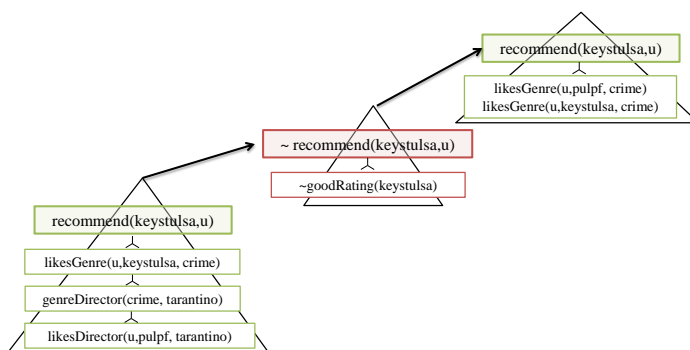 recommend(keystulsa,u)
likesGenre(u,pulpf, crime)
likesGenre(u,keystulsa, crime)
~ recommend(keystulsa,u)
~goodRating(keystulsa)
recommend(keystulsa,u)
likesGenre(u,keystulsa, crime)
genreDirector(crime, tarantino)
likesDirector(u,pulpf, tarantino)